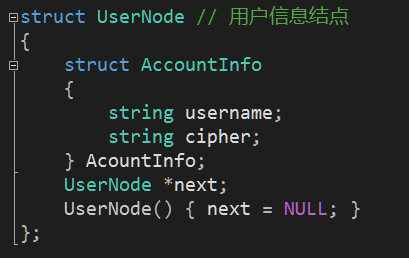 struct UserNode // 用户信息结点
{
struct AccountInfo
{
string username;
string cipher;
} AcountInfo;
UserNode *next;
UserNode() { next = NULL; }
};